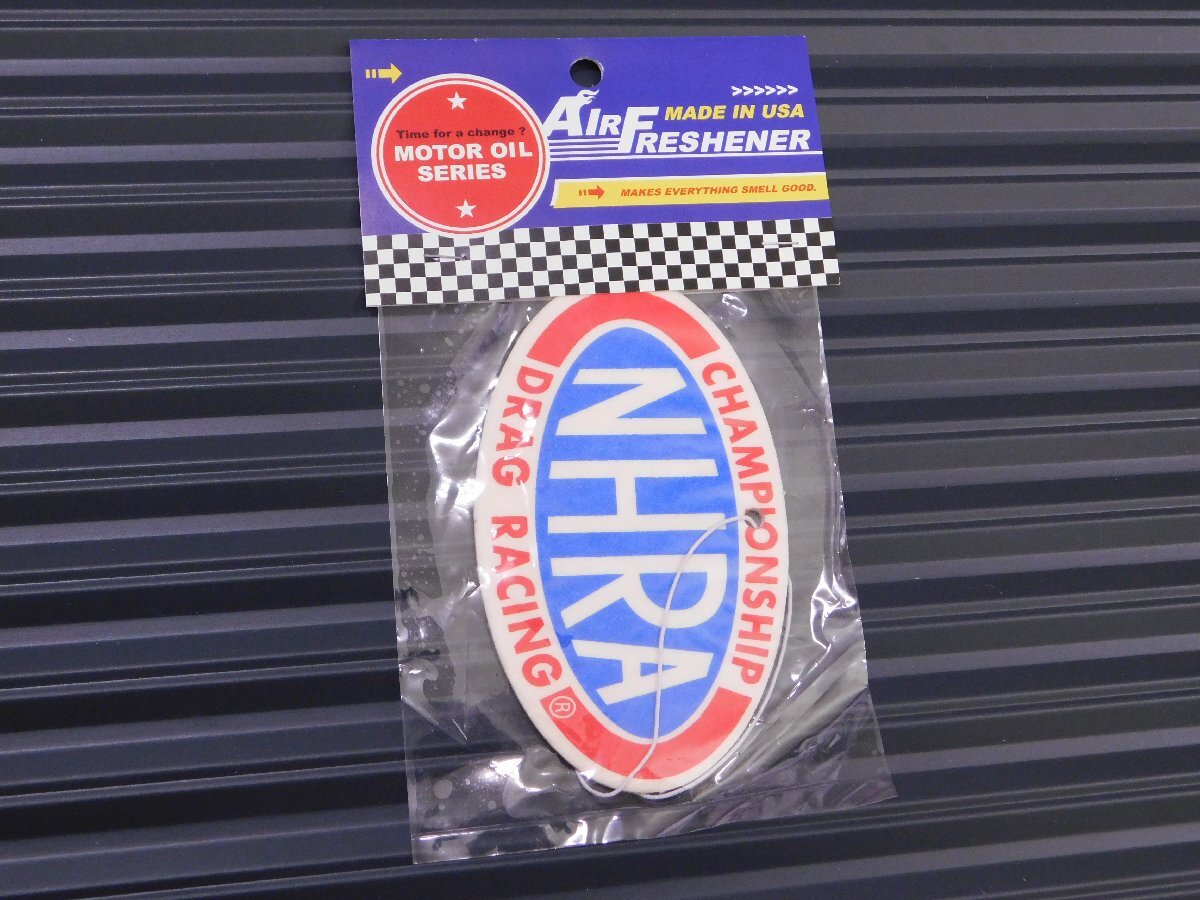 Time for a change ?
MOTOR OIL
SERIES
>>>>>>
MADE IN USA
AIR FRESHENER
MAKES EVERYTHING SMELL GOOD.
CHAMPIONSHIP
NHRA
DRAG RACING
®